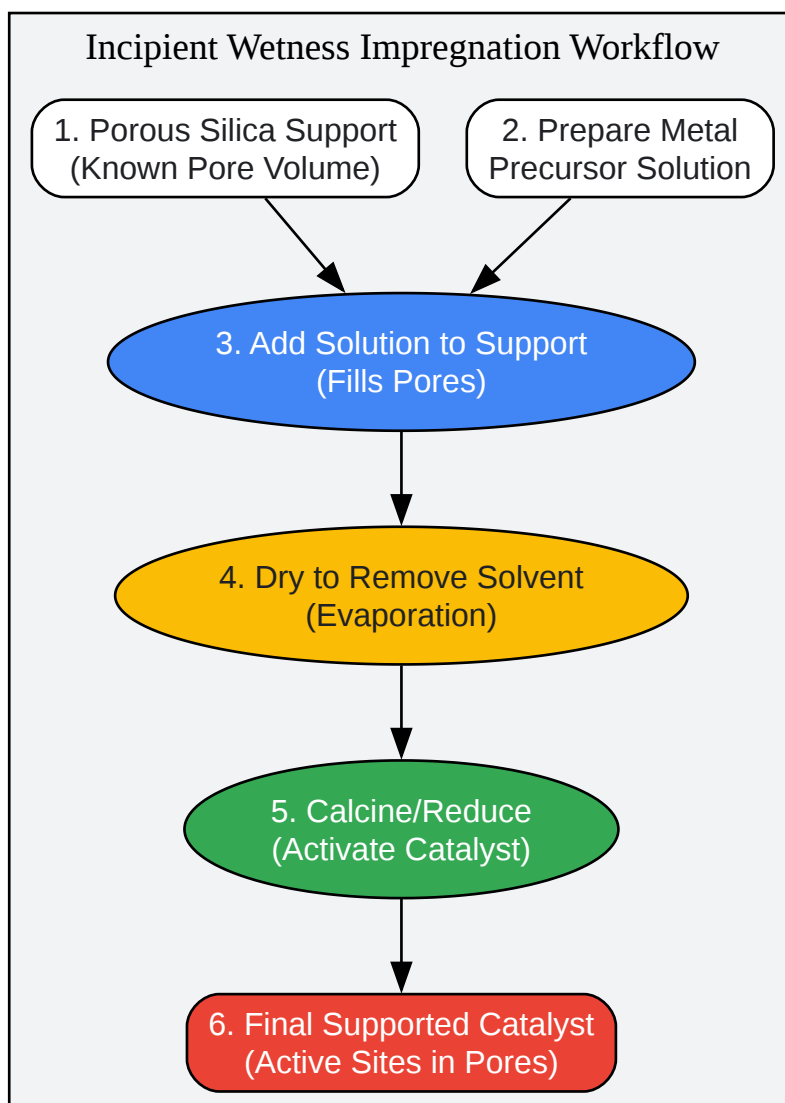 Incipient Wetness Impregnation Workflow
1. Porous Silica Support
(Known Pore Volume)
2. Prepare Metal
Precursor Solution
3. Add Solution to Support
(Fills Pores)
4. Dry to Remove Solvent
(Evaporation)
5. Calcine/Reduce
(Activate Catalyst)
6. Final Supported Catalyst
(Active Sites in Pores)